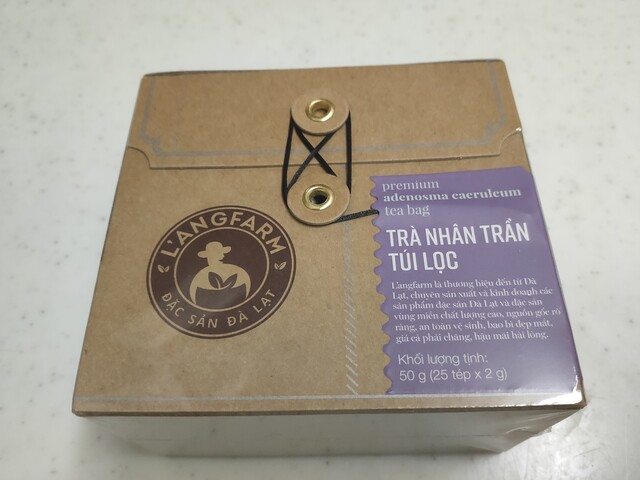 L'ANGFARM
ĐẶC SẢN ĐÀ LẠT
premium
adenosma caeruleum
tea bag
TRÀ NHÂN TRẦN
TÚI LỌC
L'angfarm là thương hiệu đến từ Đà
Lạt, chuyên sản xuất và kinh doanh các
sản phẩm đặc sản Đà Lạt và đặc sản
vùng miền chất lượng cao, nguồn gốc rõ
ràng, an toàn vệ sinh, bao bì đẹp mắt,
giá cả phải chăng, hậu mãi hài lòng.
Khối lượng tịnh:
50 g (25 tép x 2 g)